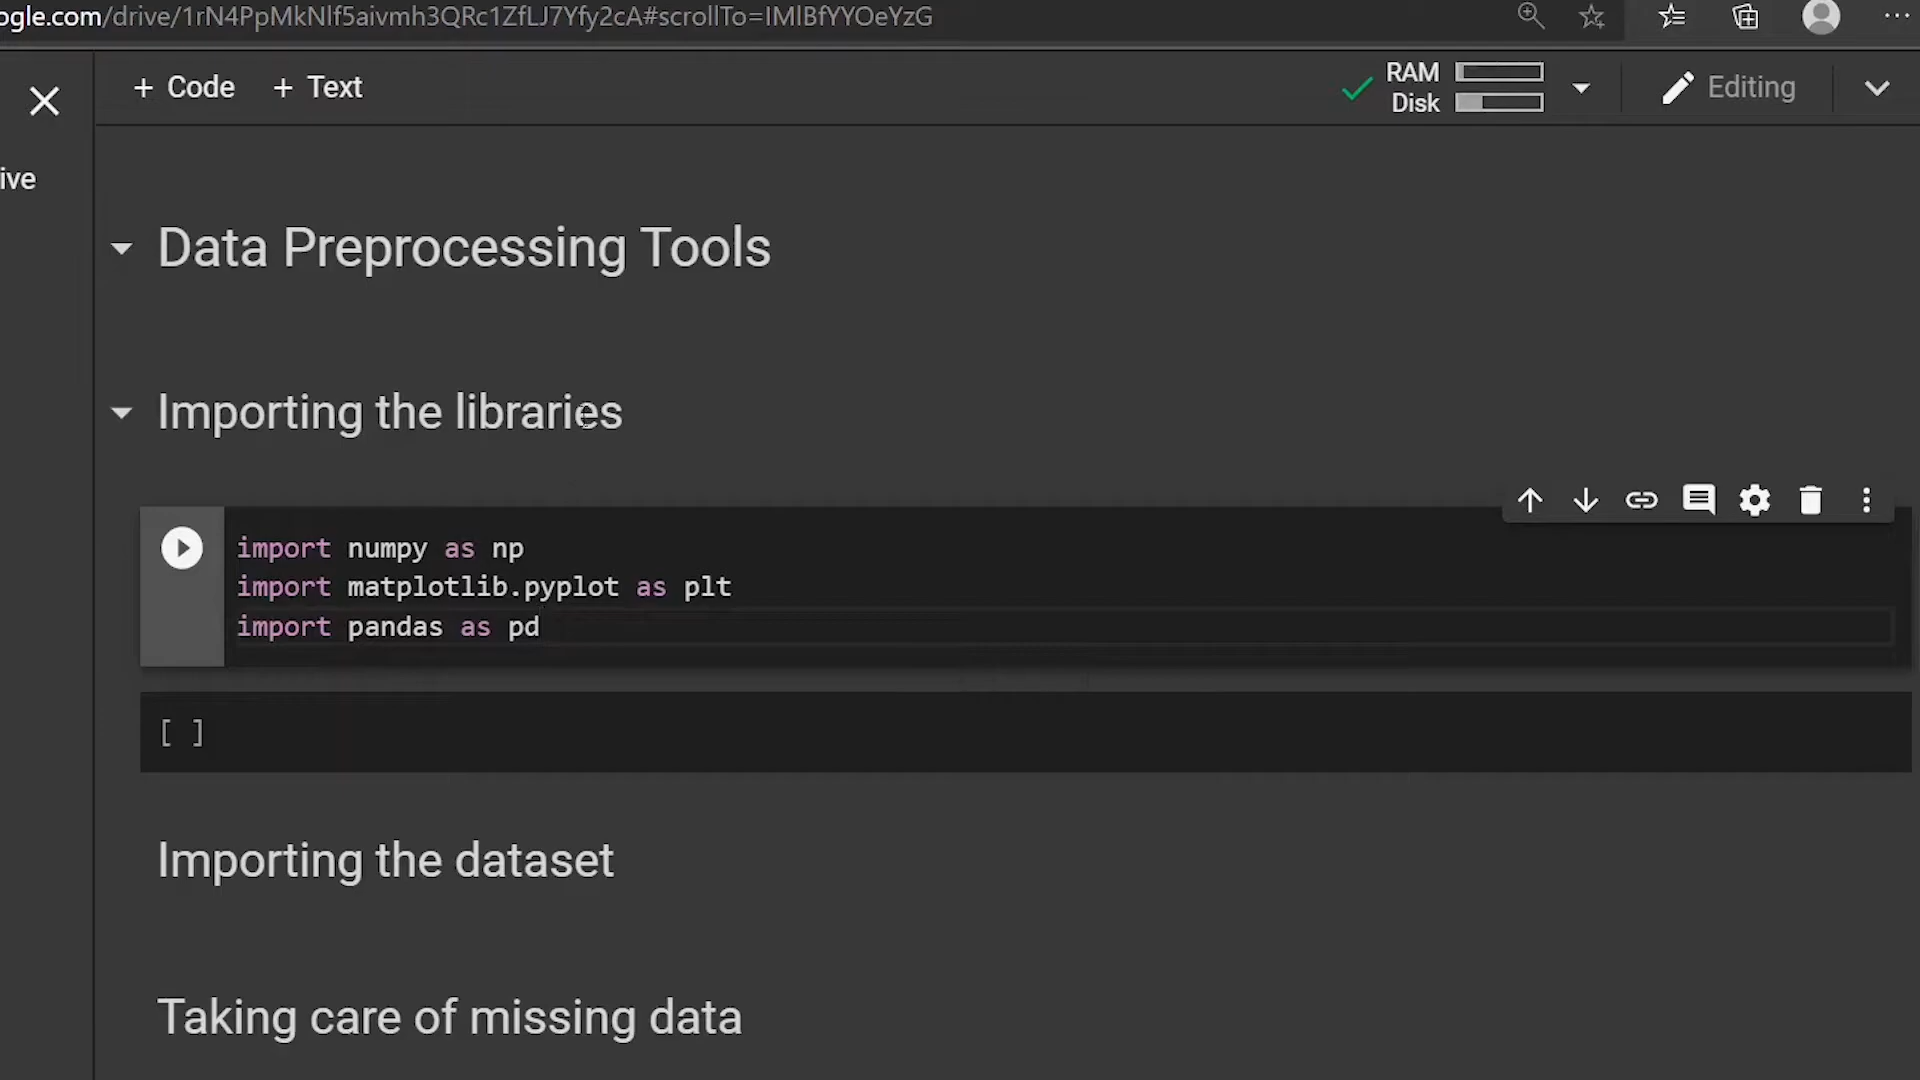 ogle.com/drive/1rN4PpMkNlf5aivmh3QRc1ZfLJ7Yfy2cA#scrollTo=IMlBfYYOeYzG
+ Code + Text
RAM
Disk
Editing
ive
Data Preprocessing Tools
Importing the libraries
import numpy as np
import matplotlib.pyplot as plt
import pandas as pd
[ ]
Importing the dataset
Taking care of missing data